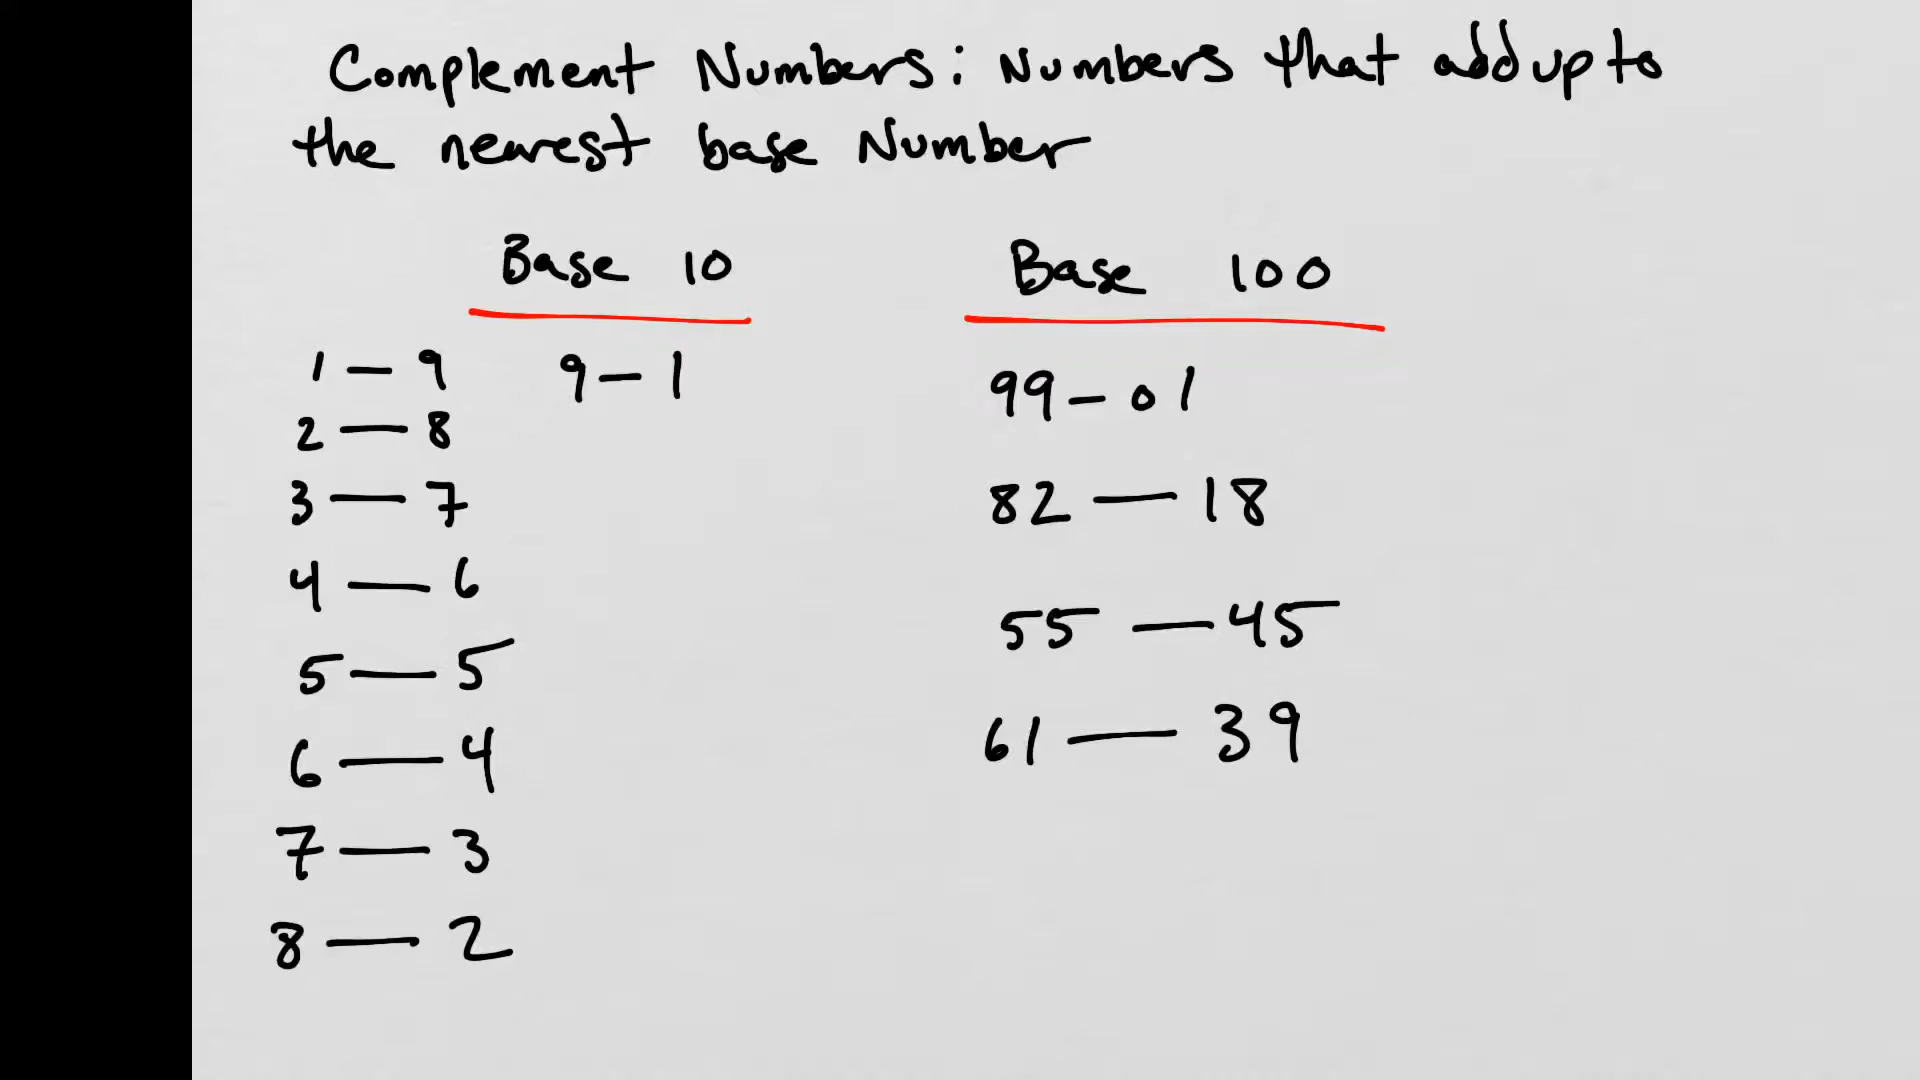 Complement Numbers: Numbers that add up to
the nearest base Number
Base 10
1 — 9
9 — 1
2 — 8
3 — 7
4 — 6
5 — 5
6 — 4
7 — 3
8 — 2
Base 100
99 — 01
82 — 18
55 — 45
61 — 39